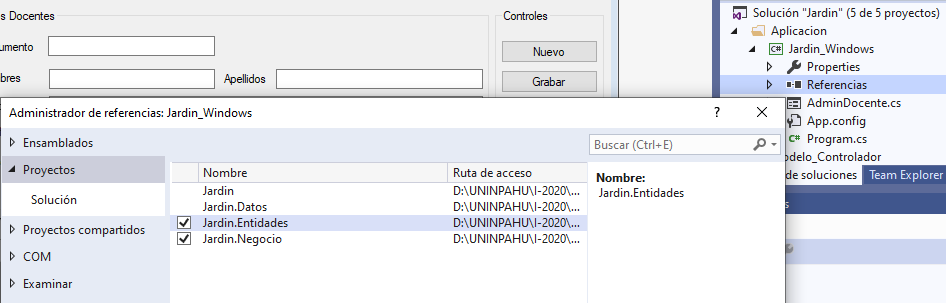 s Docentes
Controles
umento
Nuevo
bres
Apellidos
Grabar
Solución "Jardin" (5 de 5 proyectos)
Aplicacion
C# Jardin_Windows
Properties
Referencias
AdminDocente.cs
App.config
C# Program.cs
odelo_Controlador
de soluciones
Team Explorer
s
Administrador de referencias: Jardin_Windows
?
Ensamblados
Proyectos
Solución
Proyectos compartidos
COM
Examinar
Nombre
Ruta de acceso
Jardin
D:\UNINPAHU\I-2020\...
Jardin.Datos
D:\UNINPAHU\I-2020\...
Jardin.Entidades
D:\UNINPAHU\I-2020\...
Jardin.Negocio
D:\UNINPAHU\I-2020\...
Buscar (Ctrl+E)
Nombre:
Jardin.Entidades